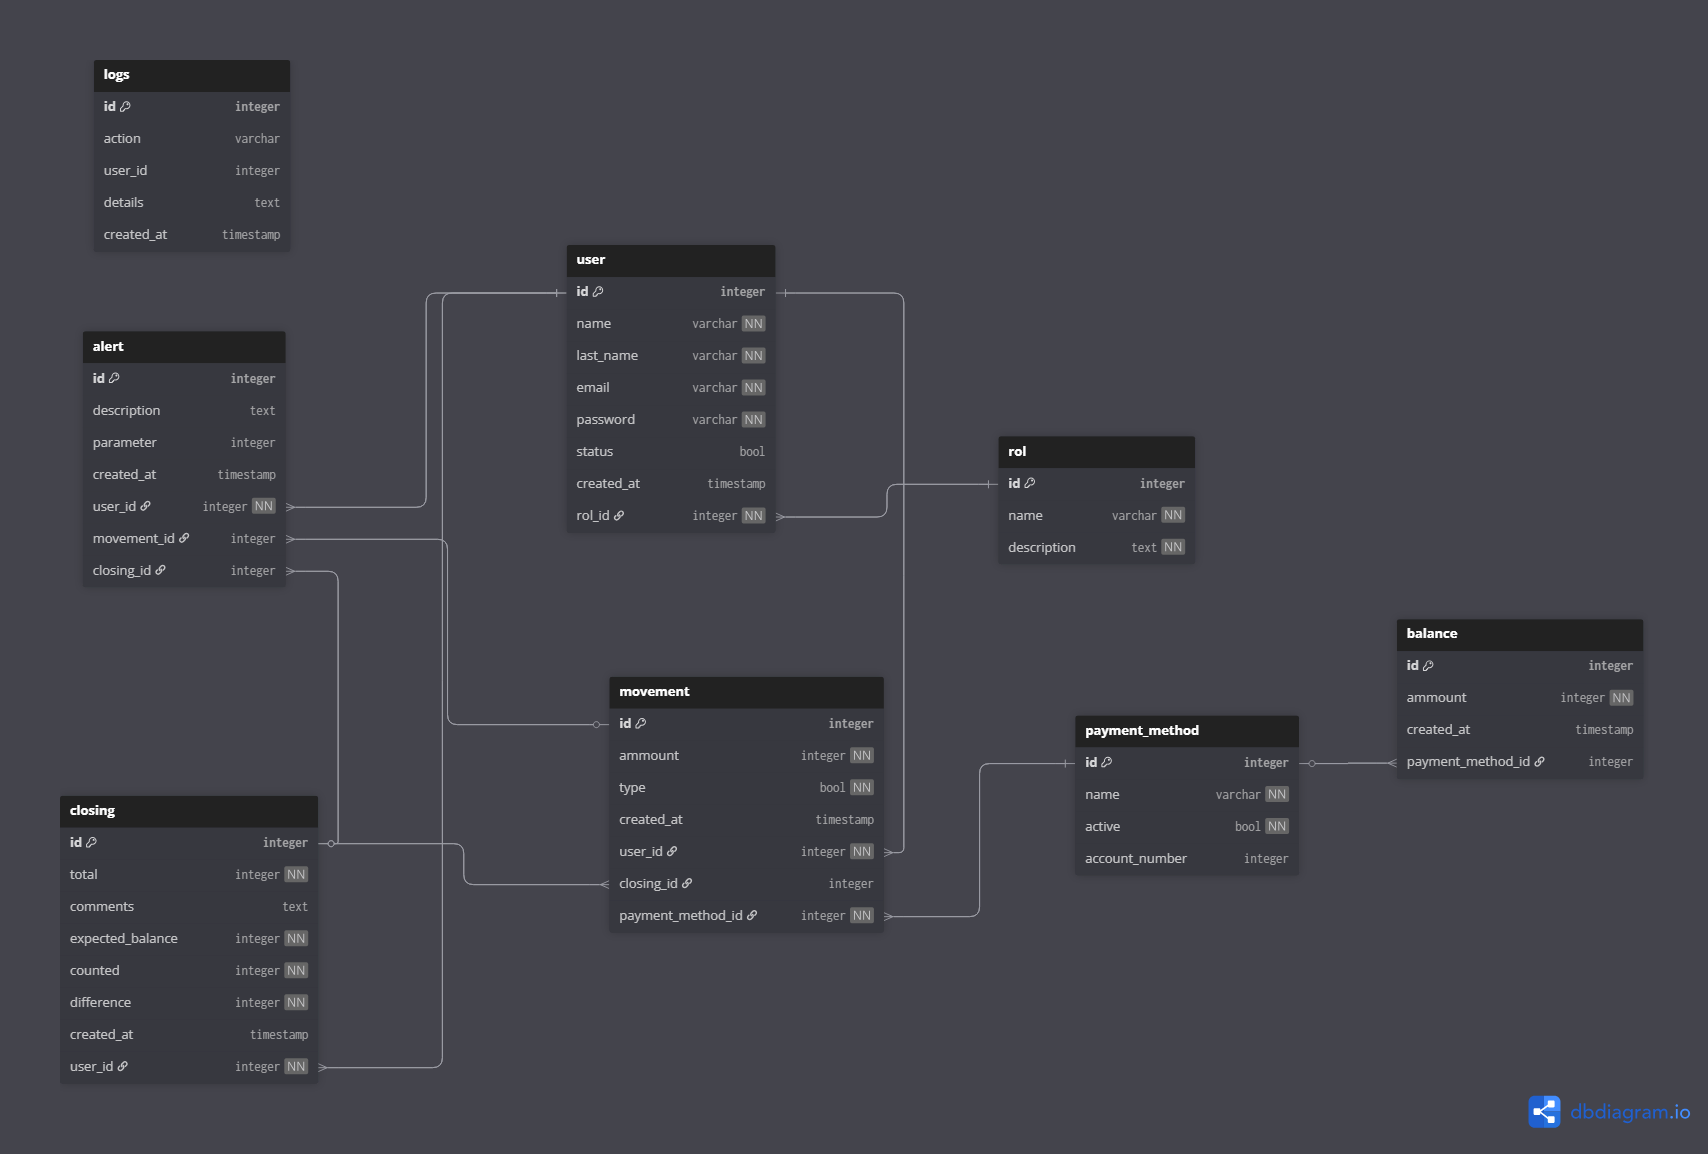 logs
id integer
action varchar
user_id integer
details text
created_at timestamp
user
id integer
name varchar NN
last_name varchar NN
email varchar NN
password varchar NN
status bool
created_at timestamp
rol_id integer NN
alert
id integer
description text
parameter integer
created_at timestamp
user_id integer NN
movement_id integer
closing_id integer
rol
id integer
name varchar NN
description text NN
balance
id integer
ammount integer NN
created_at timestamp
payment_method_id integer
movement
id integer
ammount integer NN
type bool NN
created_at timestamp
user_id integer NN
closing_id integer
payment_method_id integer NN
payment_method
id integer
name varchar NN
active bool NN
account_number integer
closing
id integer
total integer NN
comments text
expected_balance integer NN
counted integer NN
difference integer NN
created_at timestamp
user_id integer NN
dbdiagram.io